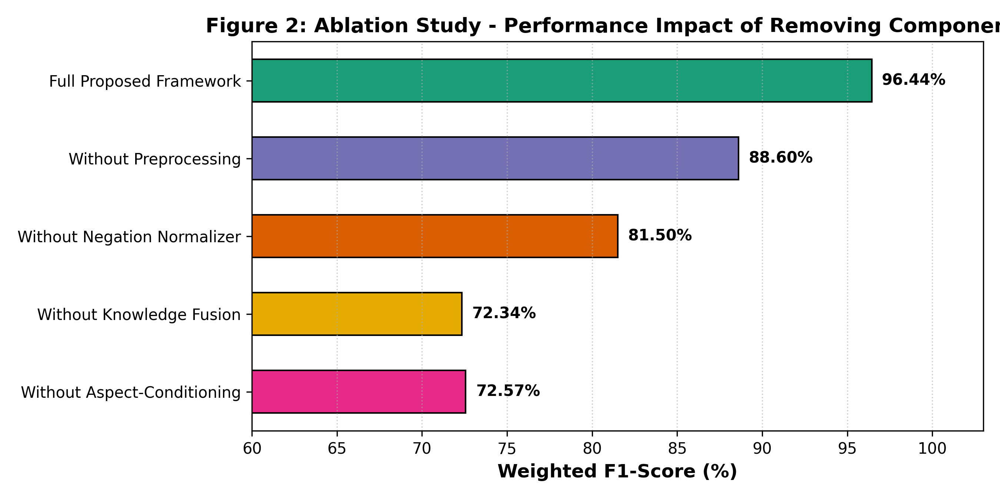 Figure 2: Ablation Study - Performance Impact of Removing
Full Proposed Framework
96.44%
Without Preprocessing
88.60%
Without Negation Normalizer
81.50%
Without Knowledge Fusion
72.34%
Without Aspect-Conditioning
72.57%
60 65 70 75 80 85 90 95 100
Weighted F1-Score (%)